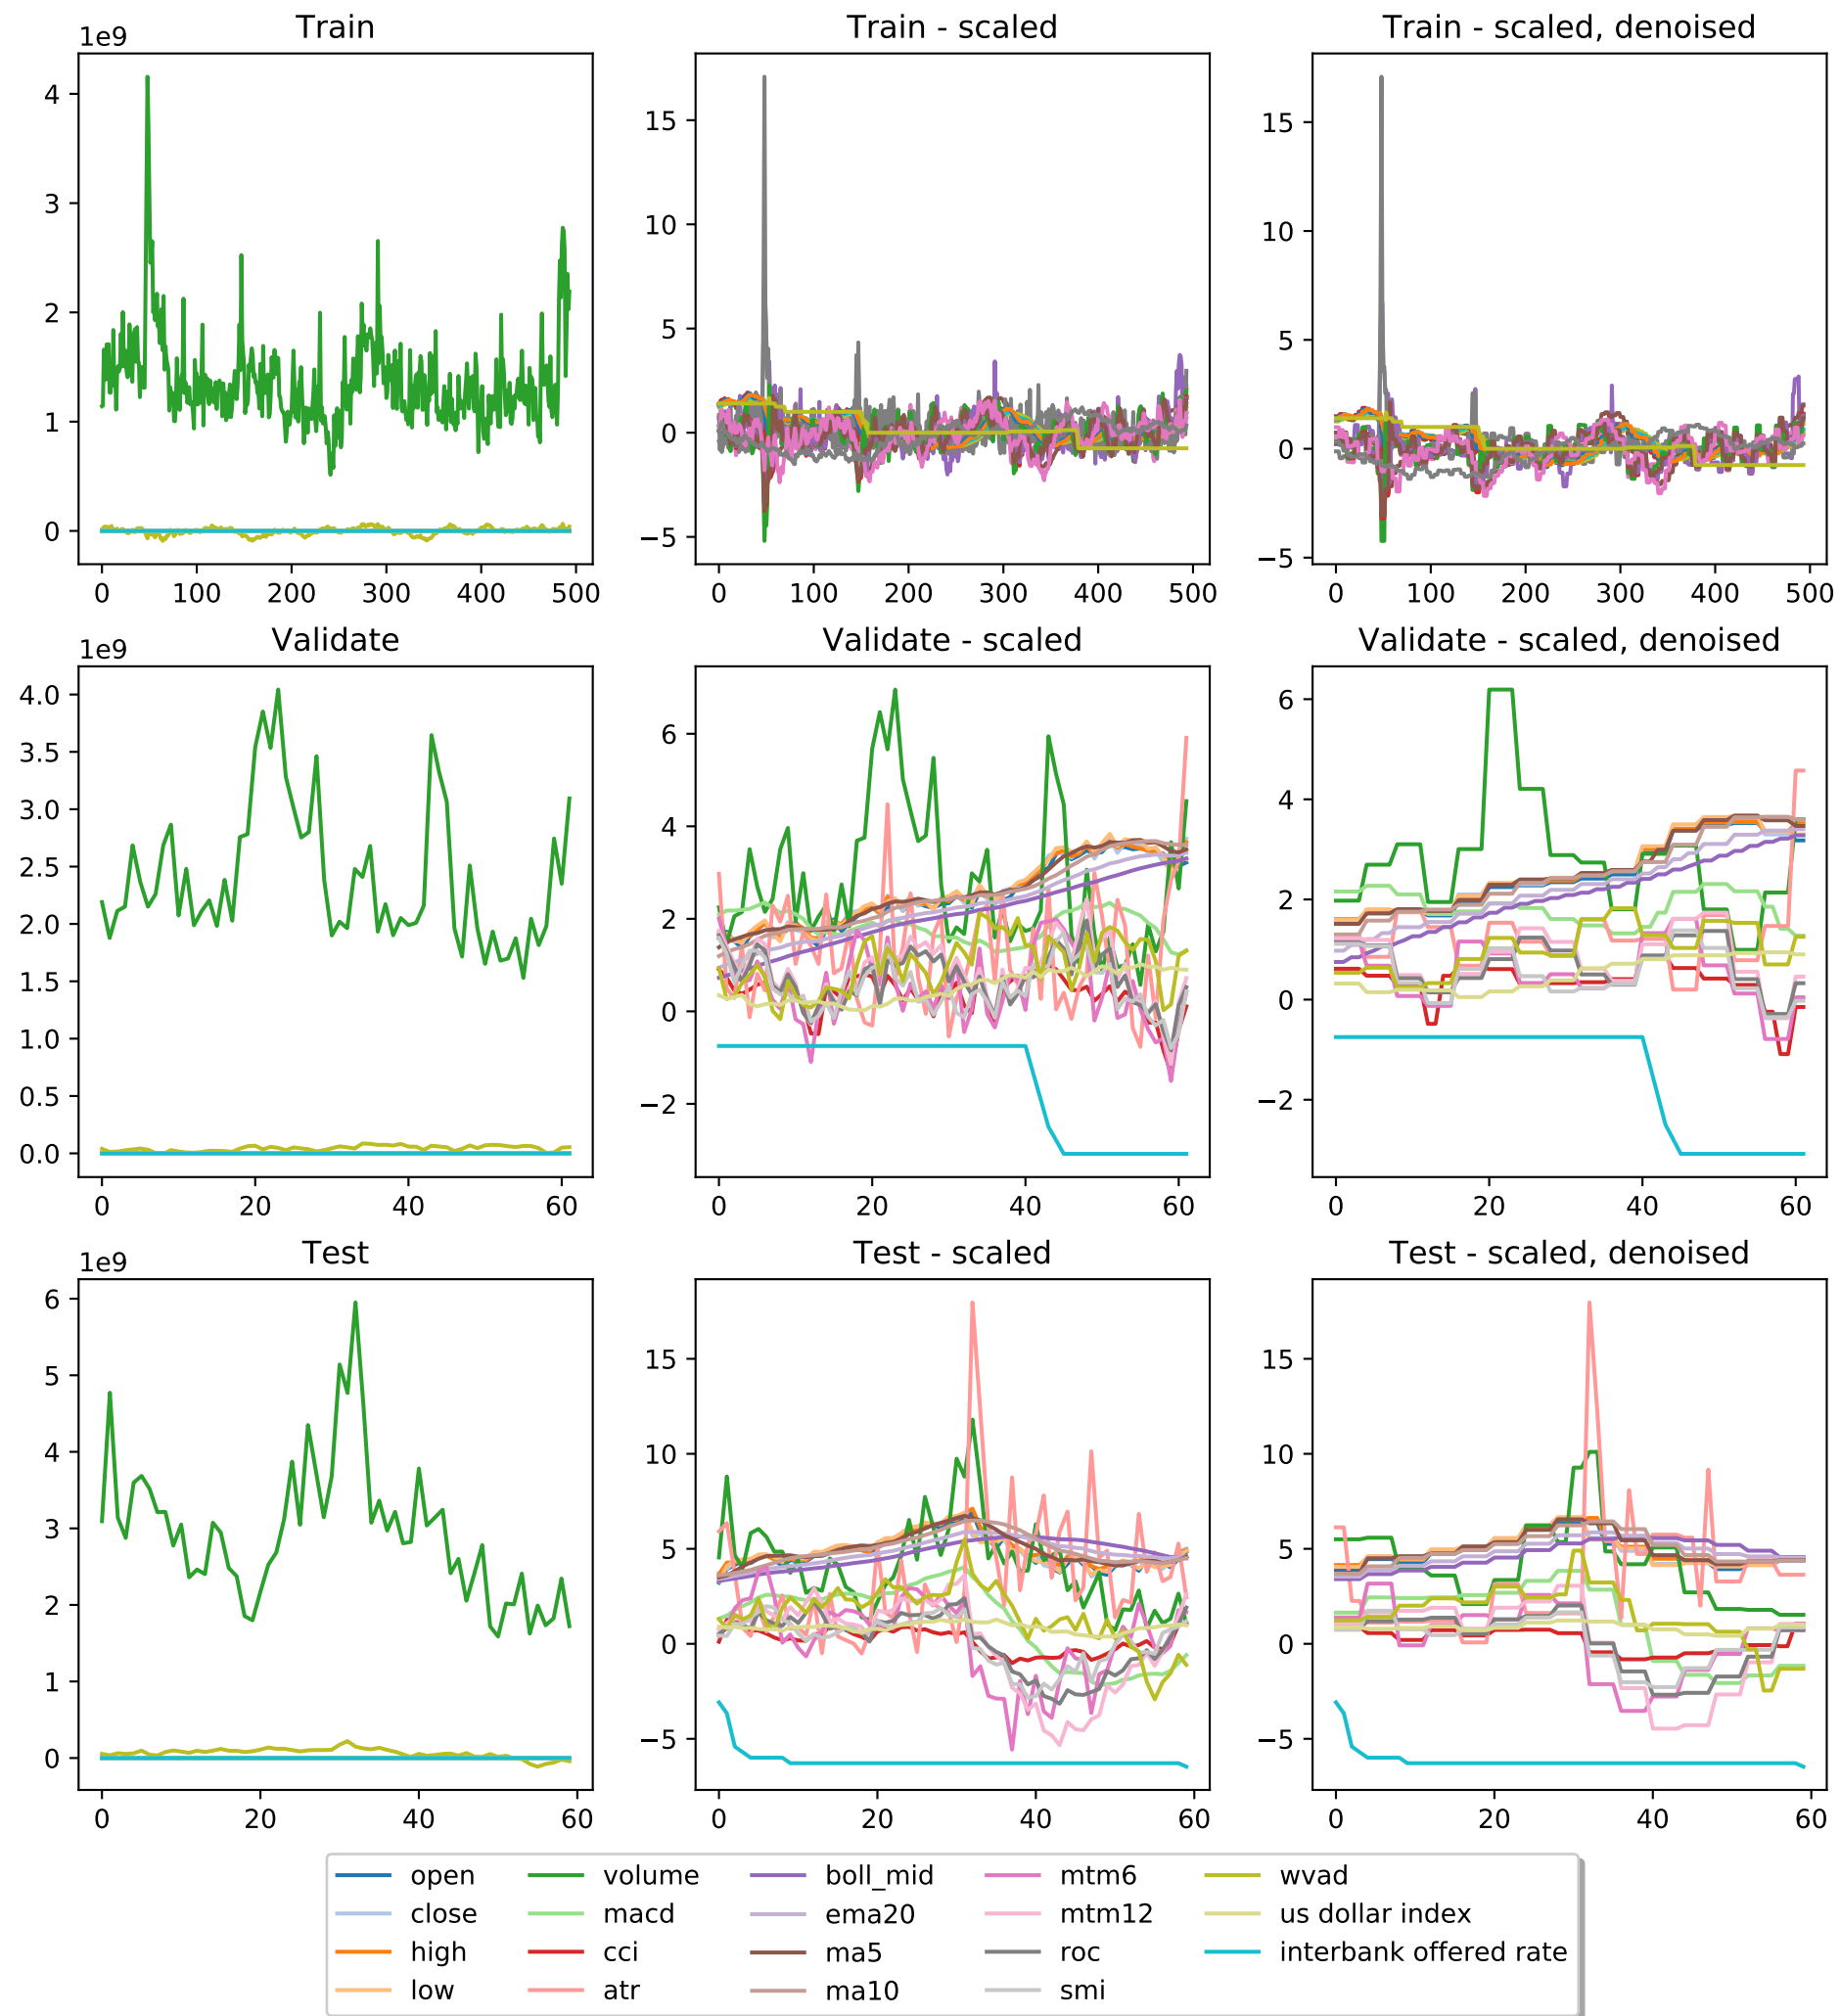 Train
Train - scaled
Train - scaled, denoised
1e9
4
3
2
1
0
0 100 200 300 400 500
15
10
5
0
−5
0 100 200 300 400 500
15
10
5
0
−5
0 100 200 300 400 500
Validate
Validate - scaled
Validate - scaled, denoised
1e9
4.0
3.5
3.0
2.5
2.0
1.5
1.0
0.5
0.0
0 20 40 60
6
4
2
0
−2
0 20 40 60
6
4
2
0
−2
0 20 40 60
Test
Test - scaled
Test - scaled, denoised
1e9
6
5
4
3
2
1
0
0 20 40 60
15
10
5
0
−5
0 20 40 60
15
10
5
0
−5
0 20 40 60
open volume boll_mid mtm6 wvad
close macd ema20 mtm12 us dollar index
high cci ma5 roc interbank offered rate
low atr ma10 smi